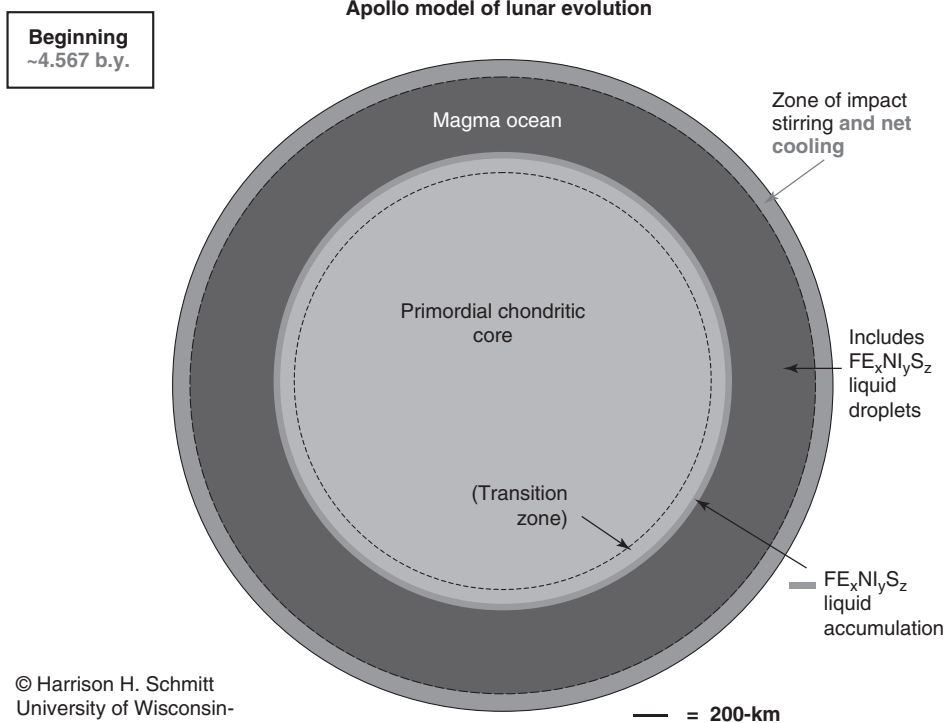 Apollo model of lunar evolution
Beginning
~4.567 b.y.
Magma ocean
Zone of impact
stirring and net
cooling
Primordial chondritic
core
Includes
FExNIySz
liquid
droplets
(Transition
zone)
FExNIySz
liquid
accumulation
© Harrison H. Schmitt
University of Wisconsin-
= 200-km